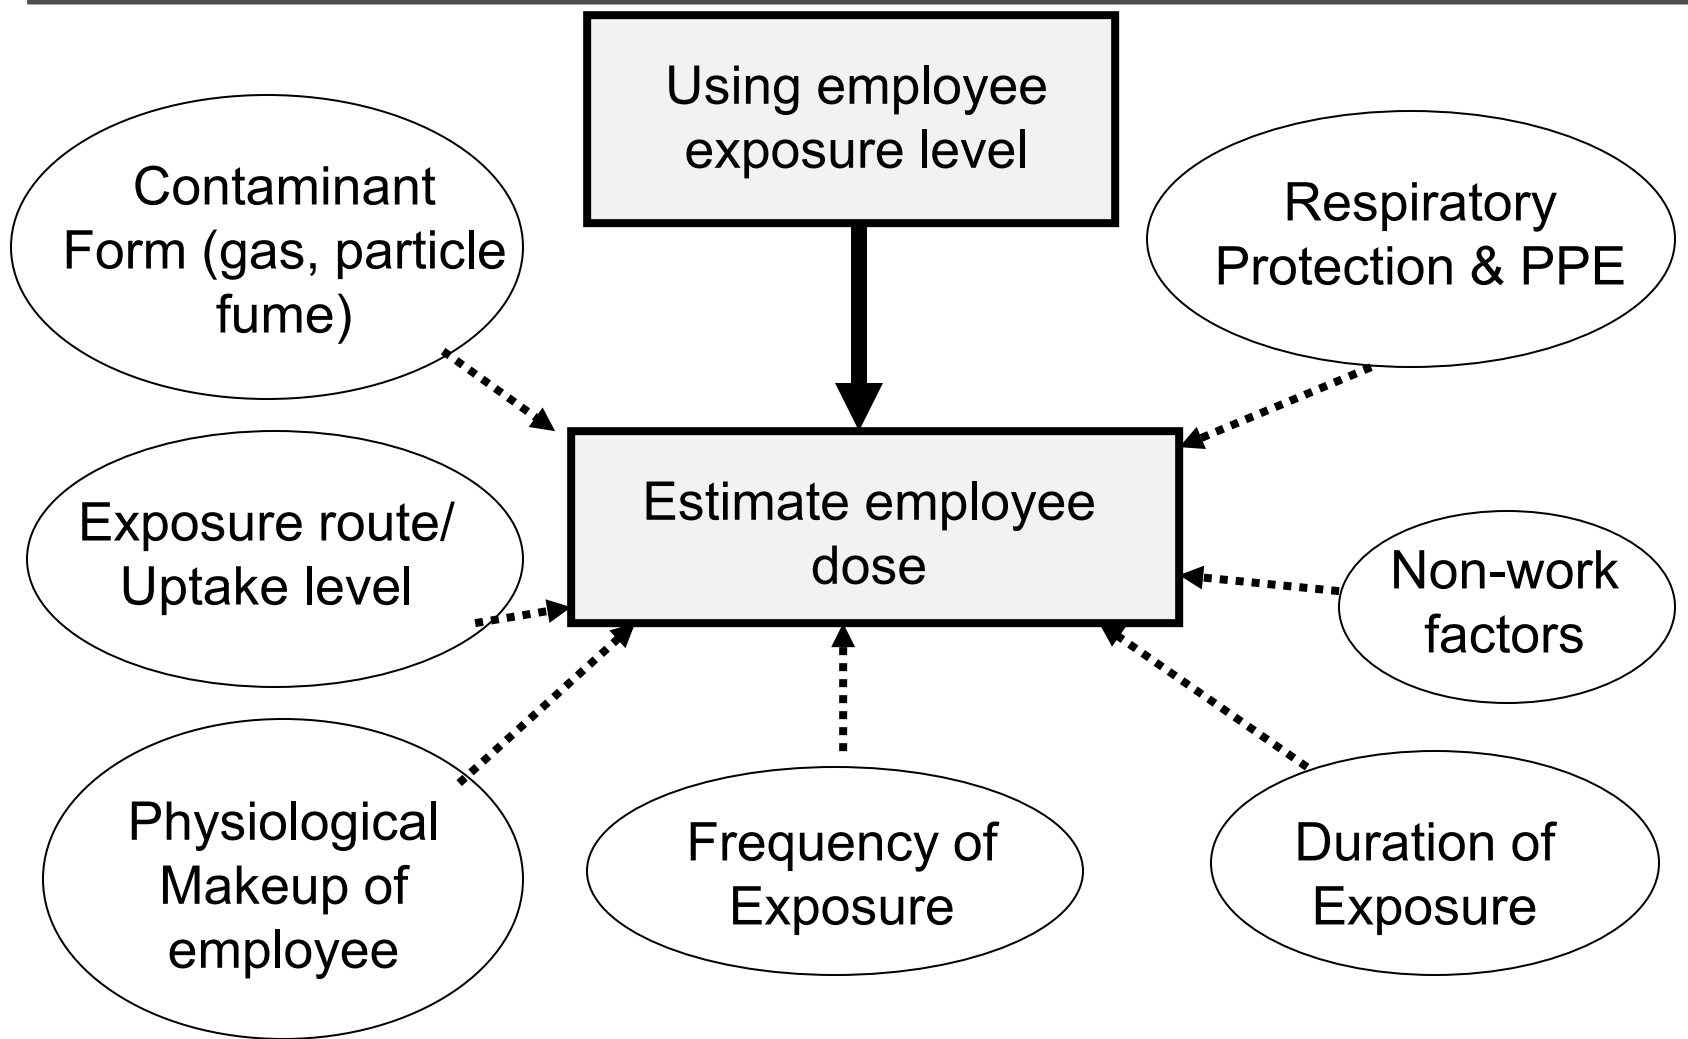 Using employee
exposure level
Contaminant
Form (gas, particle
fume)
Respiratory
Protection & PPE
Estimate employee
dose
Exposure route/
Uptake level
Non-work
factors
Physiological
Makeup of
employee
Frequency of
Exposure
Duration of
Exposure